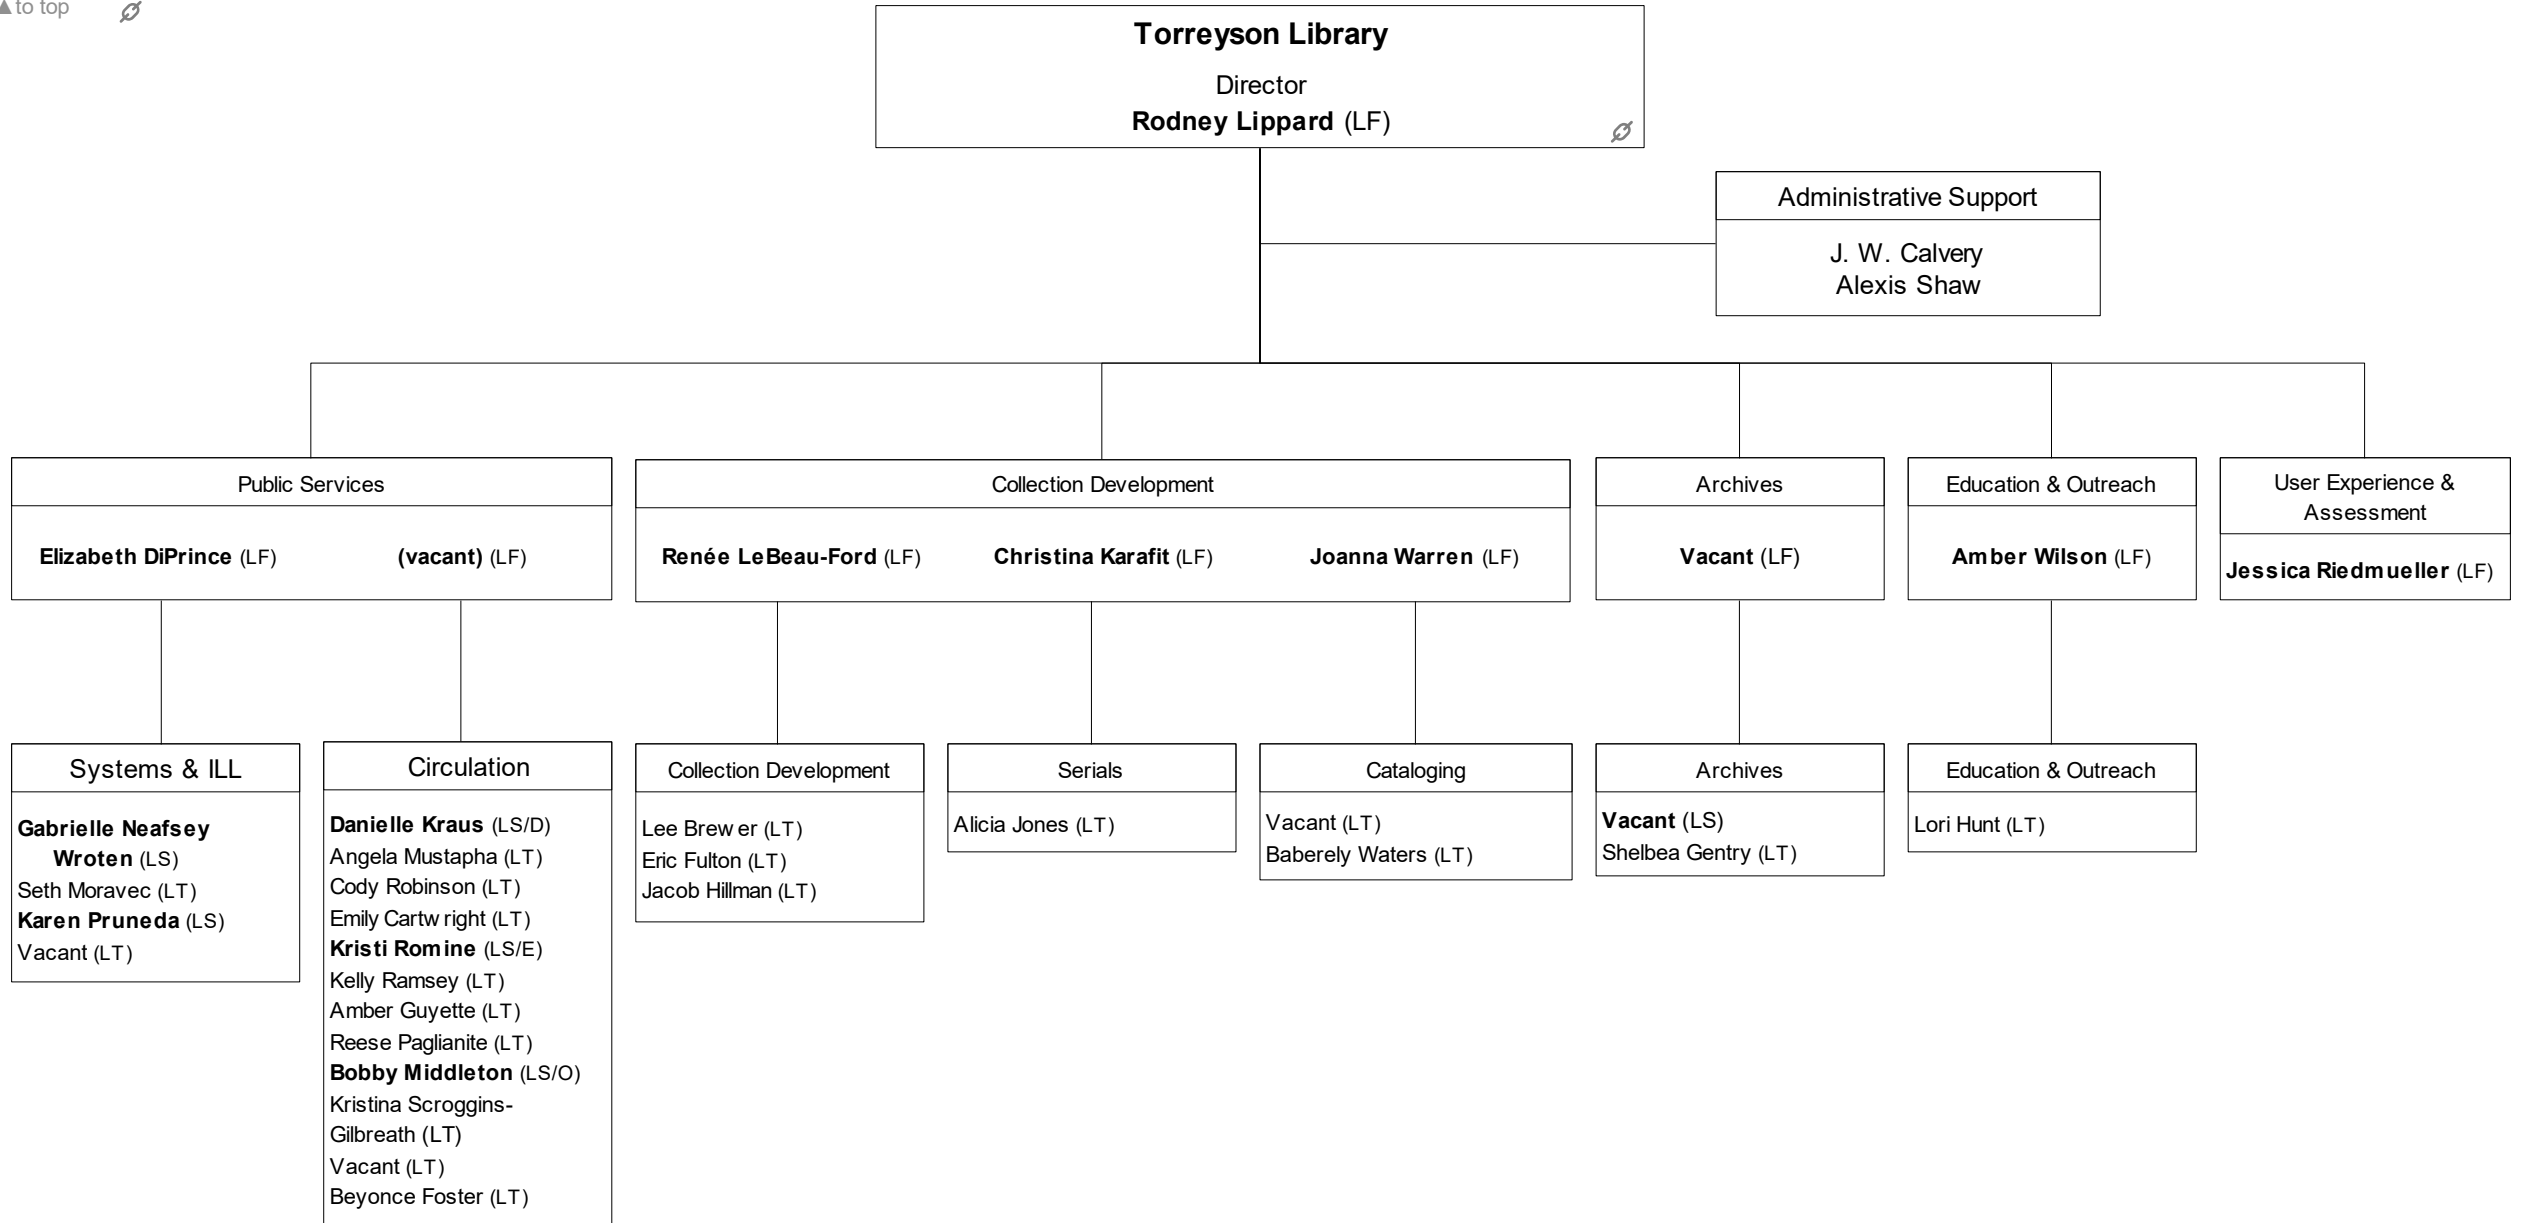 ▲to top
Torreyson Library
Director
Rodney Lippard (LF)
Administrative Support
J. W. Calvery
Alexis Shaw
Public Services
Elizabeth DiPrince (LF)
(vacant) (LF)
Collection Development
Renée LeBeau-Ford (LF)
Christina Karafit (LF)
Joanna Warren (LF)
Archives
Vacant (LF)
Education & Outreach
Amber Wilson (LF)
User Experience &
Assessment
Jessica Riedmueller (LF)
Systems & ILL
Gabrielle Neafsey
Wroten (LS)
Seth Moravec (LT)
Karen Pruneda (LS)
Vacant (LT)
Circulation
Danielle Kraus (LS/D)
Angela Mustapha (LT)
Cody Robinson (LT)
Emily Cartwright (LT)
Kristi Romine (LS/E)
Kelly Ramsey (LT)
Amber Guyette (LT)
Reese Paglianite (LT)
Bobby Middleton (LS/O)
Kristina Scroggins-
Gilbreath (LT)
Vacant (LT)
Beyonce Foster (LT)
Collection Development
Lee Brewer (LT)
Eric Fulton (LT)
Jacob Hillman (LT)
Serials
Alicia Jones (LT)
Cataloging
Vacant (LT)
Baberely Waters (LT)
Archives
Vacant (LS)
Shelbea Gentry (LT)
Education & Outreach
Lori Hunt (LT)